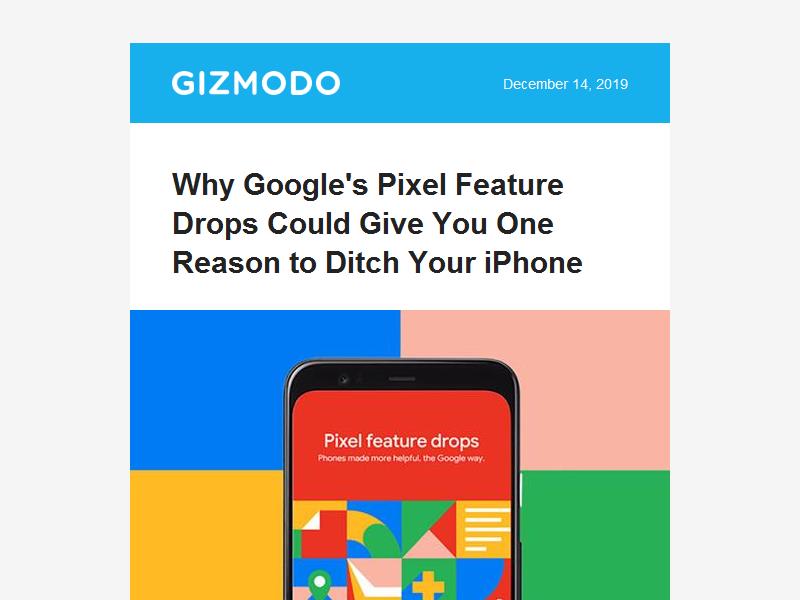 GIZMODO
December 14, 2019
Why Google's Pixel Feature
Drops Could Give You One
Reason to Ditch Your iPhone
Pixel feature drops
Phones made more helpful, the Google way.